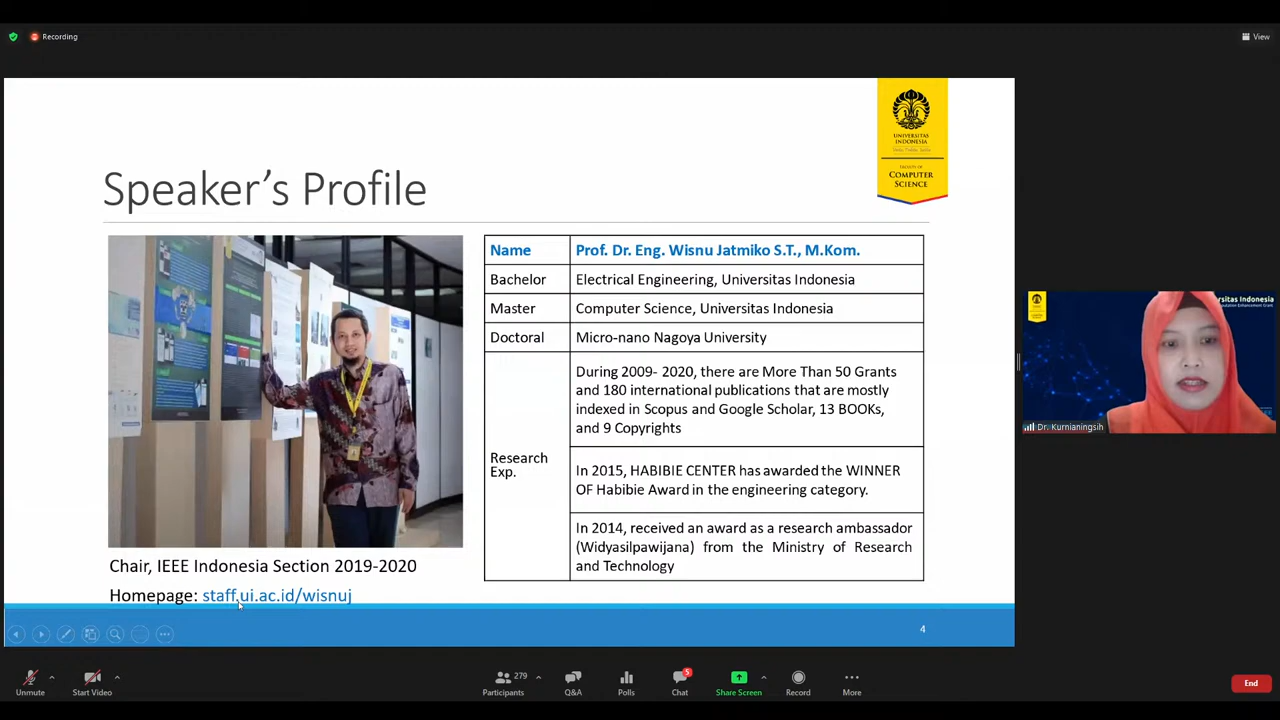 Recording
View
UNIVERSITAS
INDONESIA
FACULTY OF
COMPUTER
SCIENCE
Speaker's Profile
Name
Prof. Dr. Eng. Wisnu Jatmiko S.T., M.Kom.
Bachelor
Electrical Engineering, Universitas Indonesia
Master
Computer Science, Universitas Indonesia
Doctoral
Micro-nano Nagoya University
Research
Exp.
During 2009- 2020, there are More Than 50 Grants
and 180 international publications that are mostly
indexed in Scopus and Google Scholar, 13 BOOKs,
and 9 Copyrights
In 2015, HABIBIE CENTER has awarded the WINNER
OF Habibie Award in the engineering category.
In 2014, received an award as a research ambassador
(Widyasilpawijana) from the Ministry of Research
and Technology
Chair, IEEE Indonesia Section 2019-2020
Homepage: staff.ui.ac.id/wisnuj
4
rsitas Indonesia
Dr. Kurnianingsih
Unmute
Start Video
Participants
279
Q&A
Polls
Chat
5
Share Screen
Record
More
End